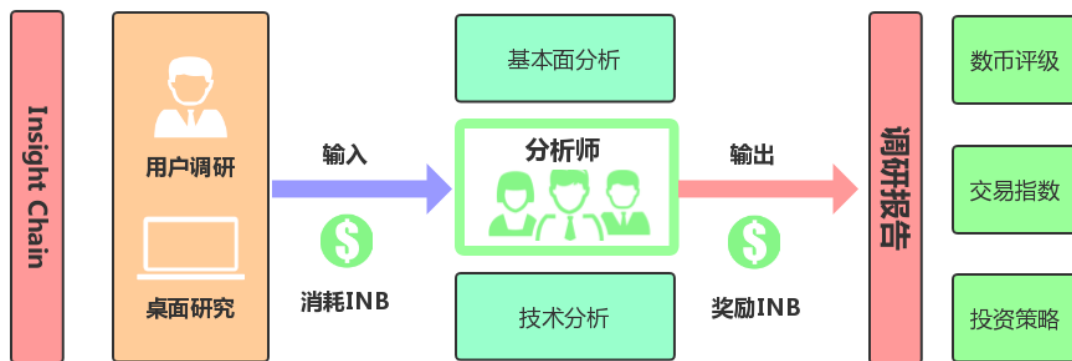 Insight Chain
用户调研
桌面研究
输入
消耗INB
基本面分析
分析师
技术分析
输出
奖励INB
调研报告
数币评级
交易指数
投资策略